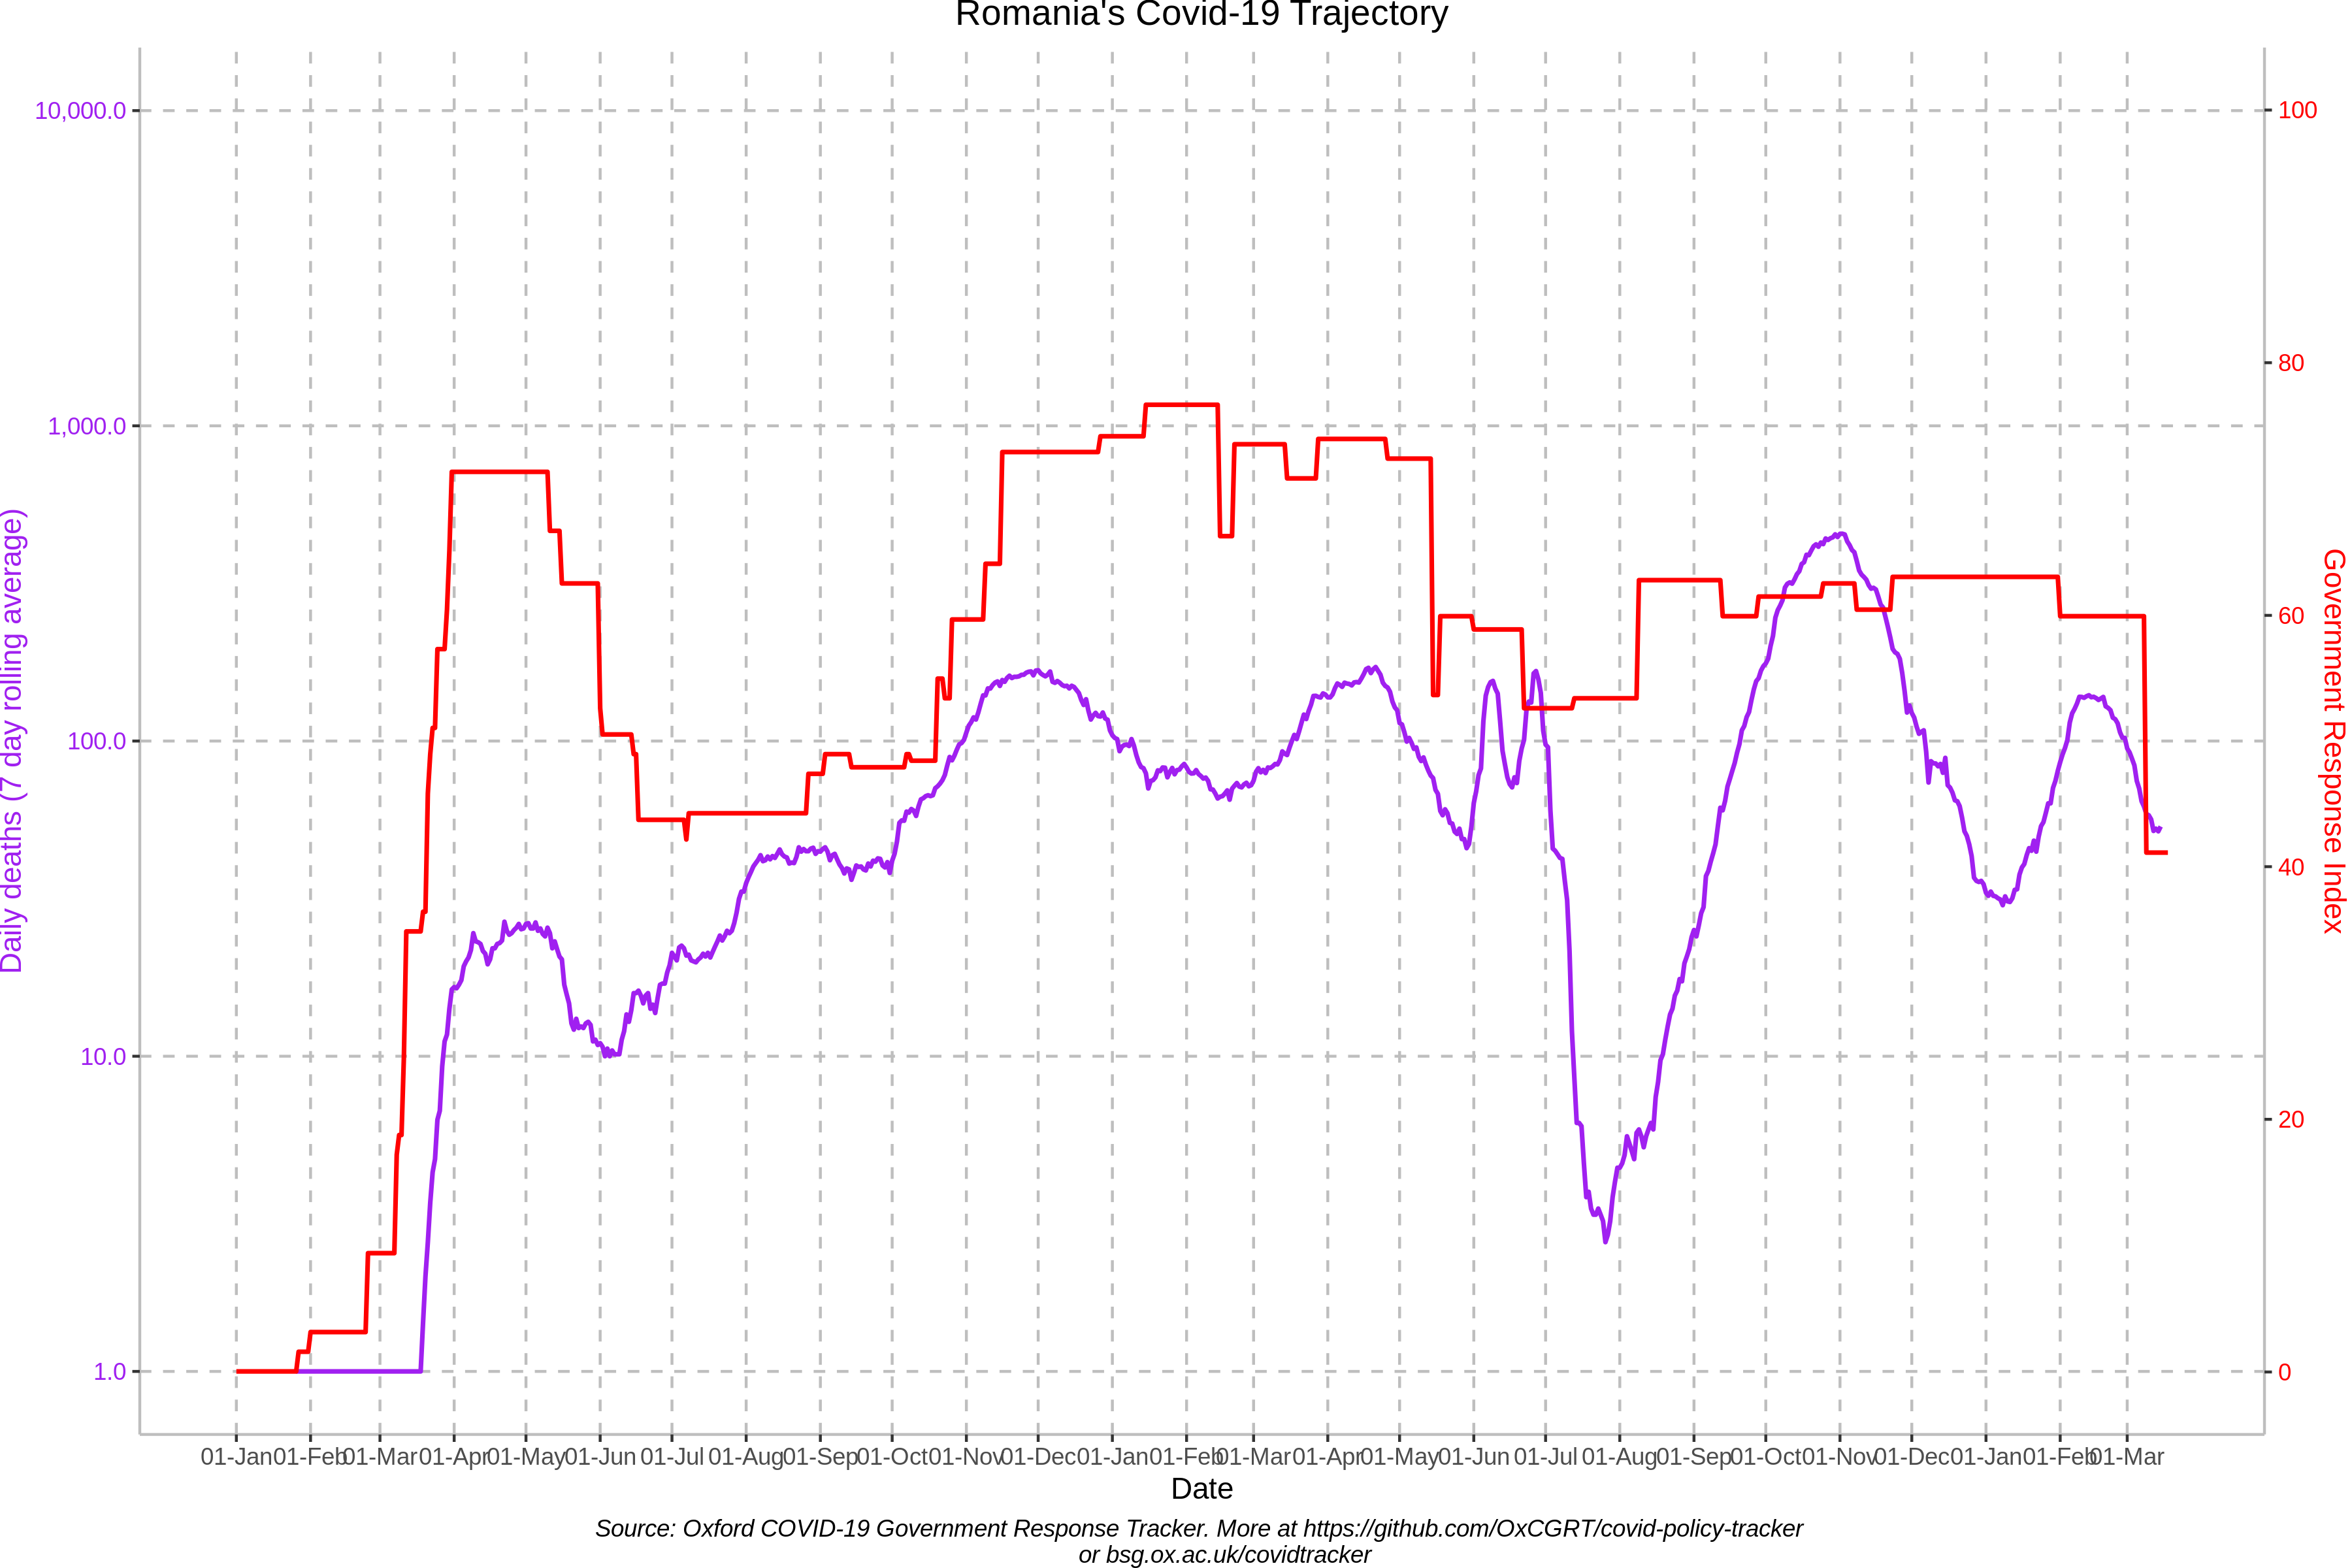 Romania's Covid-19 Trajectory
10,000.0
1,000.0
100.0
10.0
1.0
Daily deaths (7 day rolling average)
100
80
60
40
20
0
Government Response Index
01-Jan 01-Feb 01-Mar 01-Apr 01-May 01-Jun 01-Jul 01-Aug 01-Sep 01-Oct 01-Nov 01-Dec 01-Jan 01-Feb 01-Mar 01-Apr 01-May 01-Jun 01-Jul 01-Aug 01-Sep 01-Oct 01-Nov 01-Dec 01-Jan 01-Feb 01-Mar
Date
Source: Oxford COVID-19 Government Response Tracker. More at https://github.com/OxCGRT/covid-policy-tracker
or bsg.ox.ac.uk/covidtracker